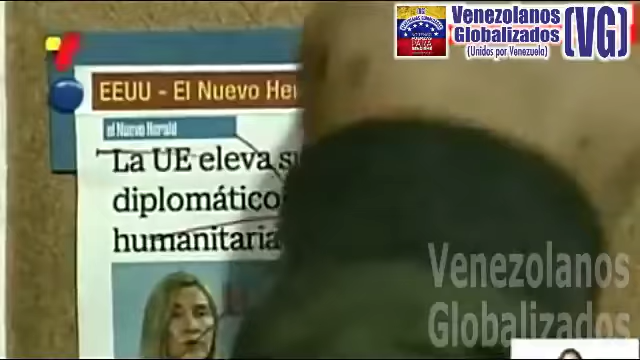 Venezolanos
Globalizados
(VG)
(Unidos por Venezuela)
EEUU - El Nuevo
el Nuevo Herald
La UE eleva
diplomático
humanitaria
Venezolanos
Globalizados